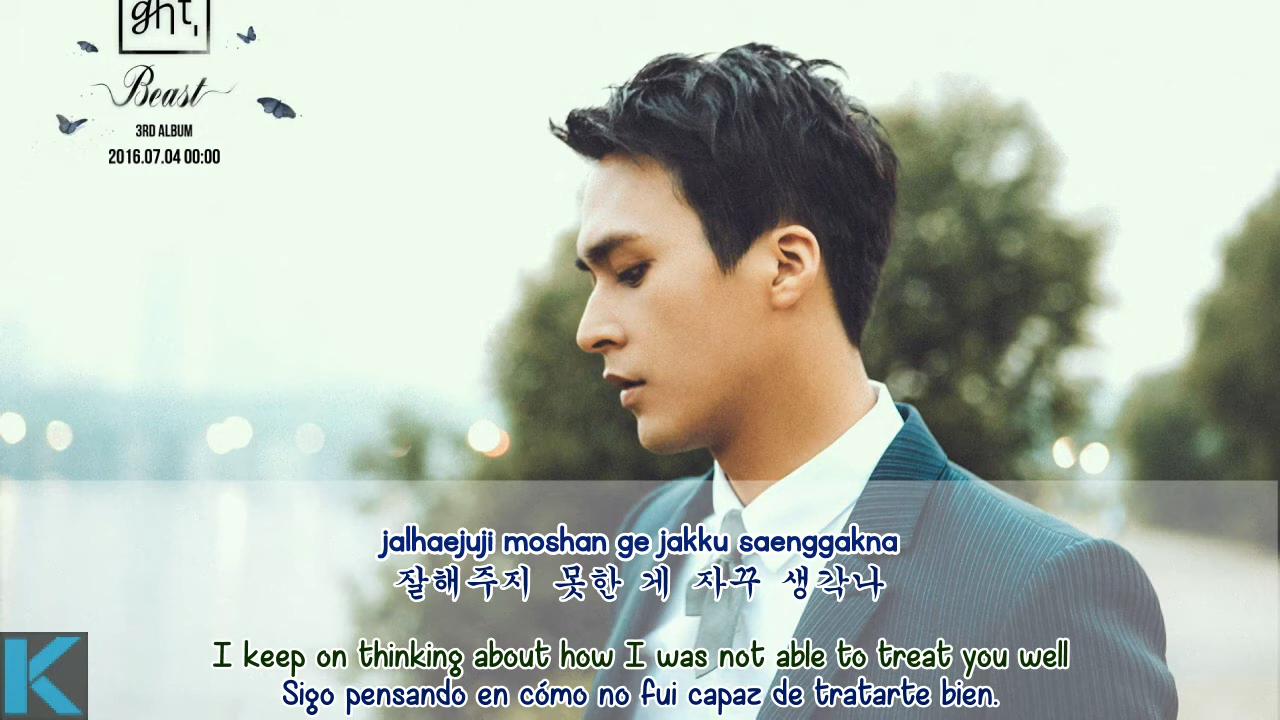 ght,
Beast
3RD ALBUM
2016.07.04 00:00
jalhaejuji moshan ge jakku saenggakna
잘해주지 못한 게 자꾸 생각나
I keep on thinking about how I was not able to treat you well
Sigo pensando en cómo no fui capaz de tratarte bien.
K